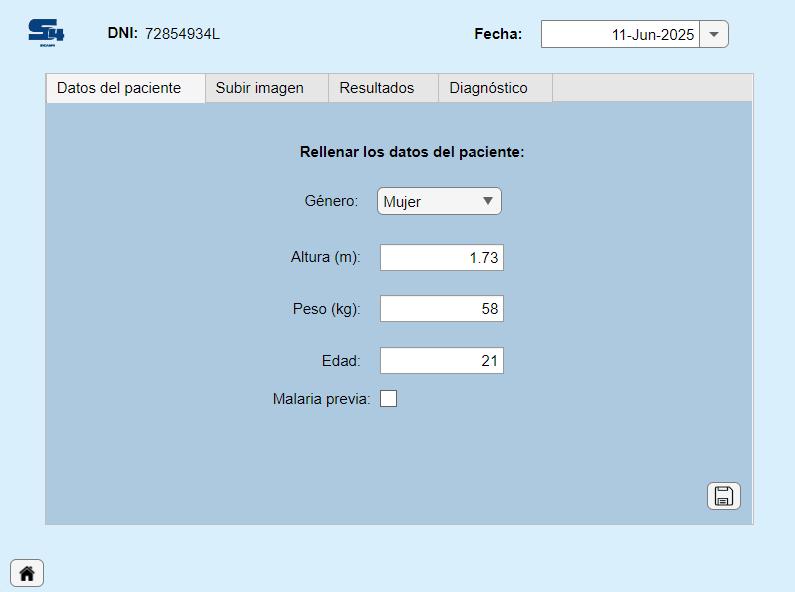 S4
DNI: 72854934L
Fecha: 11-Jun-2025
Datos del paciente
Subir imagen
Resultados
Diagnóstico
Rellenar los datos del paciente:
Género: Mujer
Altura (m): 1.73
Peso (kg): 58
Edad: 21
Malaria previa: